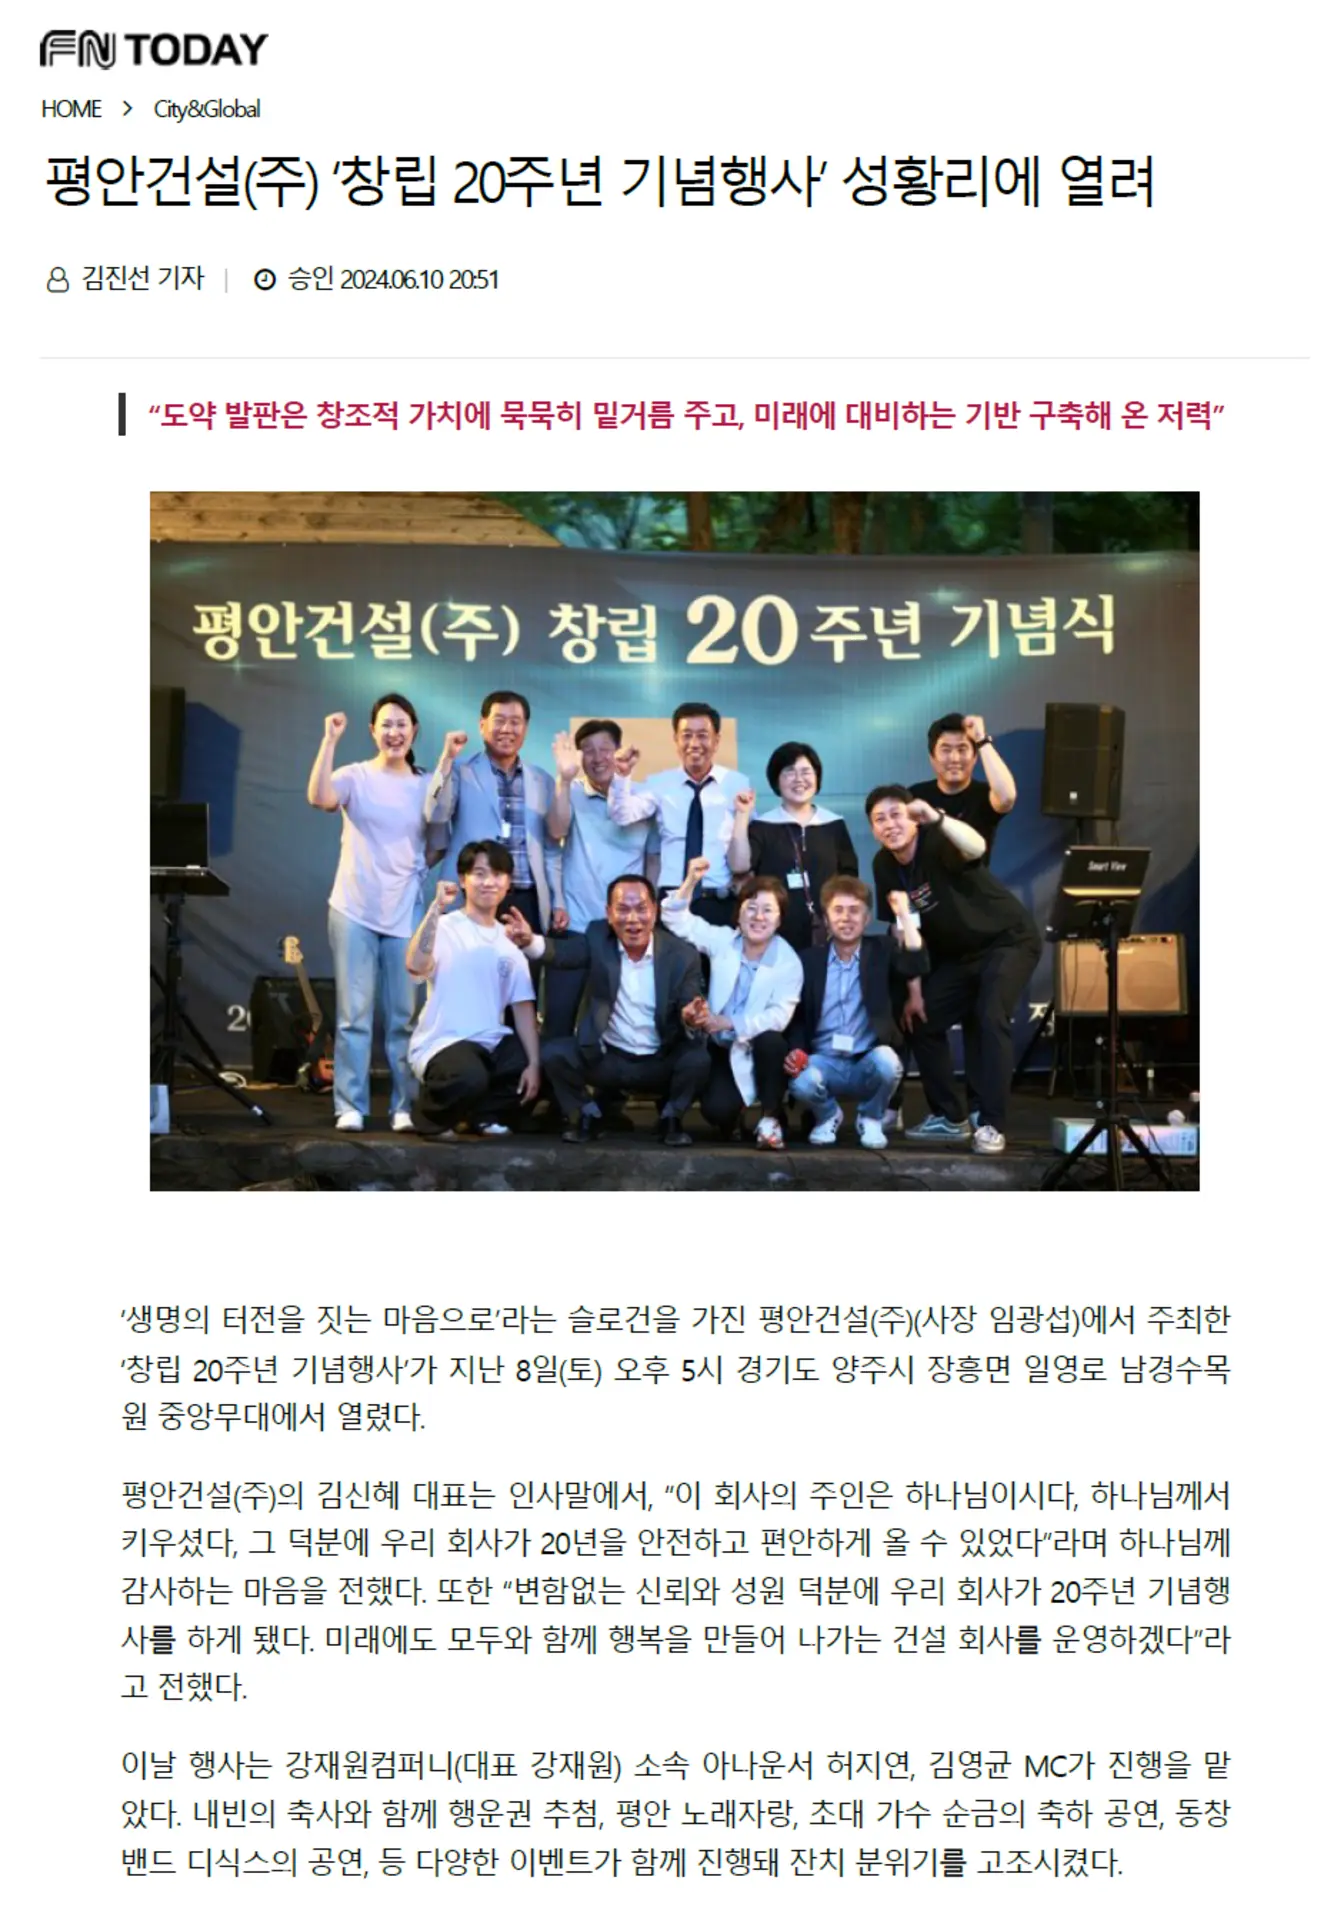 FN TODAY
HOME > City&Global
평안건설(주) ‘창립 20주년 기념행사’ 성황리에 열려
김진선 기자 | 승인 2024.06.10 20:51
“도약 발판은 창조적 가치에 묵묵히 밑거름 주고, 미래에 대비하는 기반 구축해 온 저력”
평안건설(주) 창립 20주년 기념식
Smart View
‘생명의 터전을 짓는 마음으로’라는 슬로건을 가진 평안건설(주)(사장 임광섭)에서 주최한
‘창립 20주년 기념행사’가 지난 8일(토) 오후 5시 경기도 양주시 장흥면 일영로 남경수목
원 중앙무대에서 열렸다.
평안건설(주)의 김신혜 대표는 인사말에서, “이 회사의 주인은 하나님이시다, 하나님께서
키우셨다, 그 덕분에 우리 회사가 20년을 안전하고 편안하게 올 수 있었다”라며 하나님께
감사하는 마음을 전했다. 또한 “변함없는 신뢰와 성원 덕분에 우리 회사가 20주년 기념행
사를 하게 됐다. 미래에도 모두와 함께 행복을 만들어 나가는 건설 회사를 운영하겠다”라
고 전했다.
이날 행사는 강재원컴퍼니(대표 강재원) 소속 아나운서 허지연, 김영균 MC가 진행을 맡
았다. 내빈의 축사와 함께 행운권 추첨, 평안 노래자랑, 초대 가수 순금의 축하 공연, 동창
밴드 디식스의 공연, 등 다양한 이벤트가 함께 진행돼 잔치 분위기를 고조시켰다.